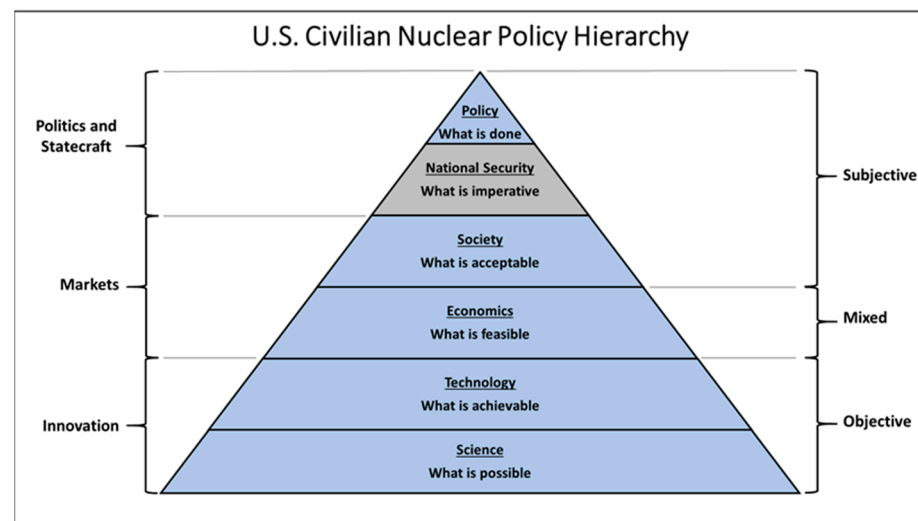 U.S. Civilian Nuclear Policy Hierarchy
Policy
What is done
Politics and
Statecraft
National Security
What is imperative
Subjective
Society
What is acceptable
Markets
Economics
What is feasible
Mixed
Technology
What is achievable
Innovation
Objective
Science
What is possible